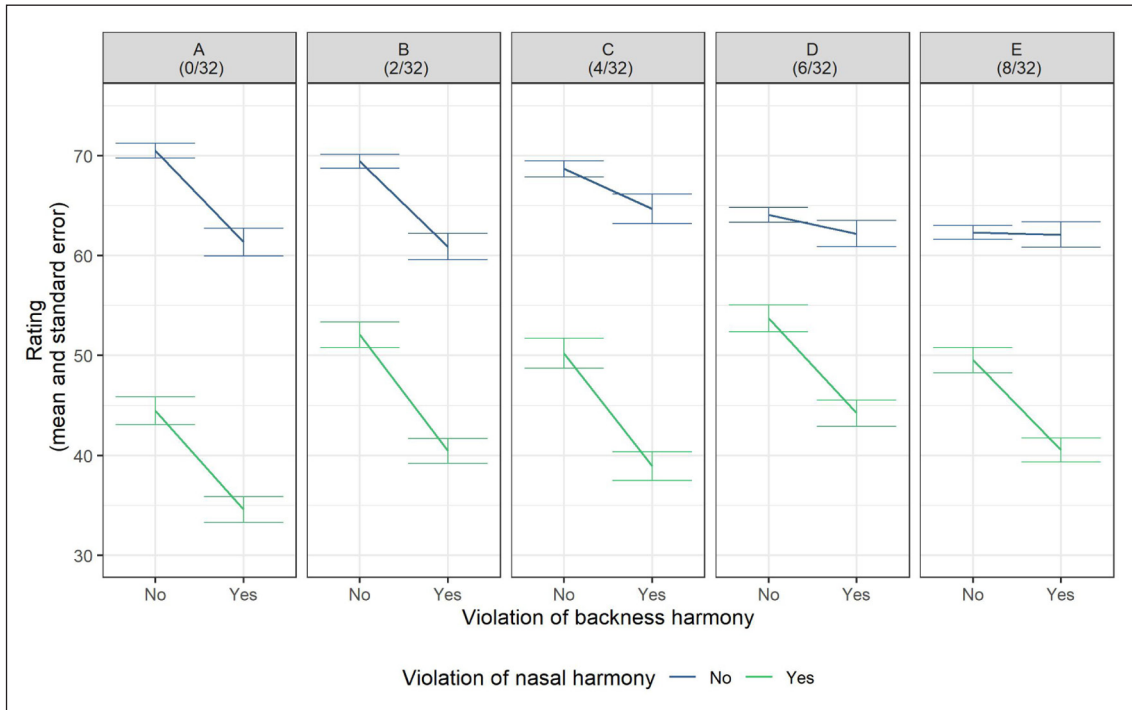 A
(0/32)
B
(2/32)
C
(4/32)
D
(6/32)
E
(8/32)
70
60
50
40
30
Rating
(mean and standard error)
No Yes No Yes No Yes No Yes No Yes
Violation of backness harmony
Violation of nasal harmony No Yes